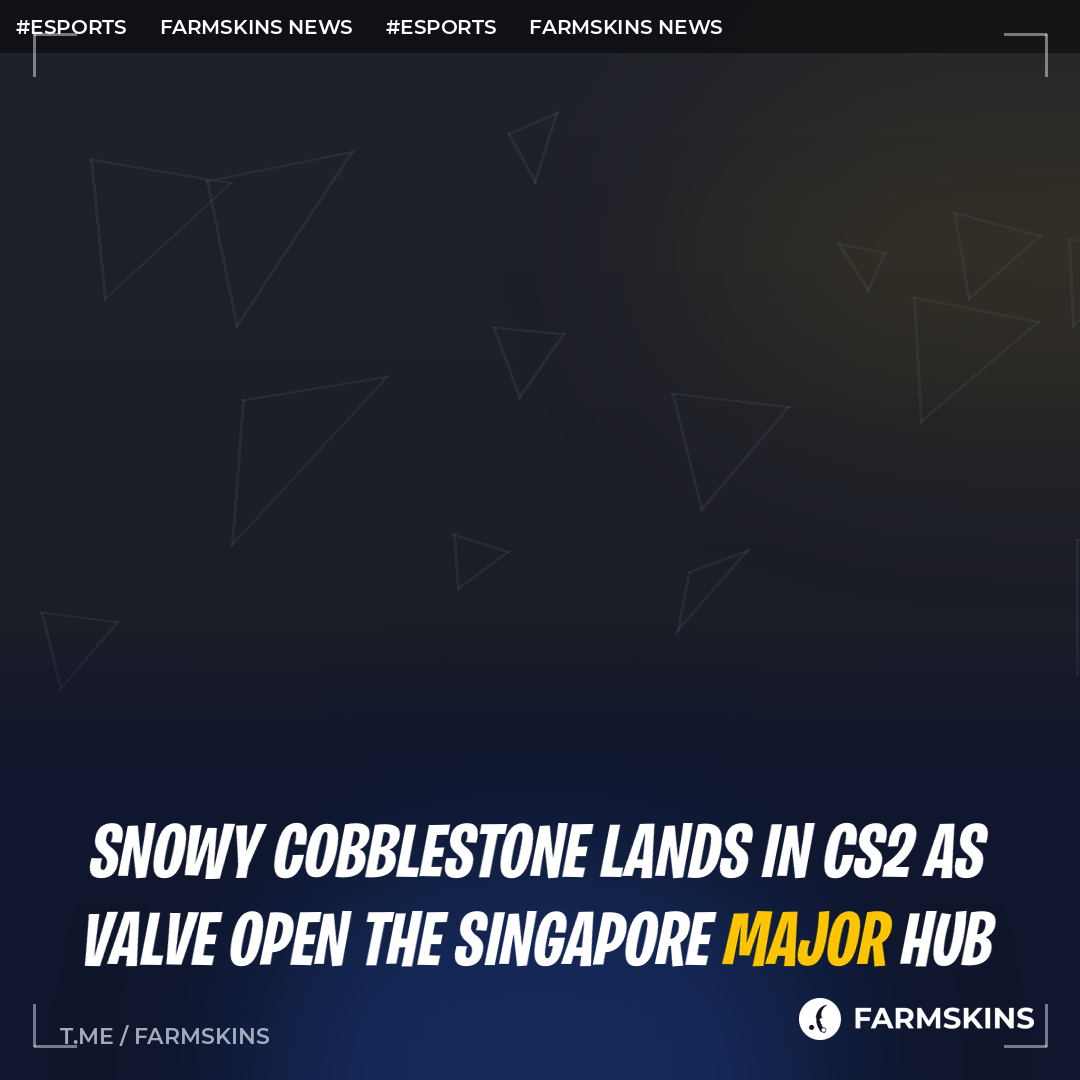 #ESPORTS FARMSKINS NEWS #ESPORTS FARMSKINS NEWS
SNOWY COBBLESTONE LANDS IN CS2 AS
VALVE OPEN THE SINGAPORE MAJOR HUB
T.ME / FARMSKINS
FARMSKINS